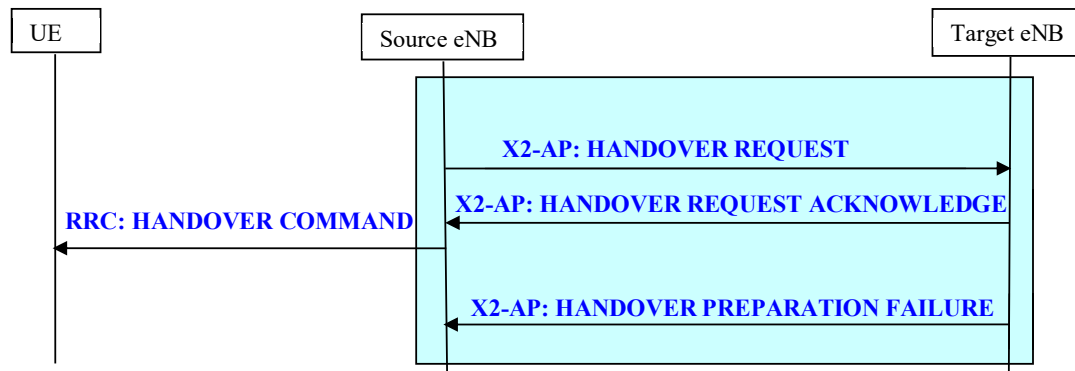 UE
Source eNB
Target eNB
X2-AP: HANDOVER REQUEST
X2-AP: HANDOVER REQUEST ACKNOWLEDGE
RRC: HANDOVER COMMAND
X2-AP: HANDOVER PREPARATION FAILURE